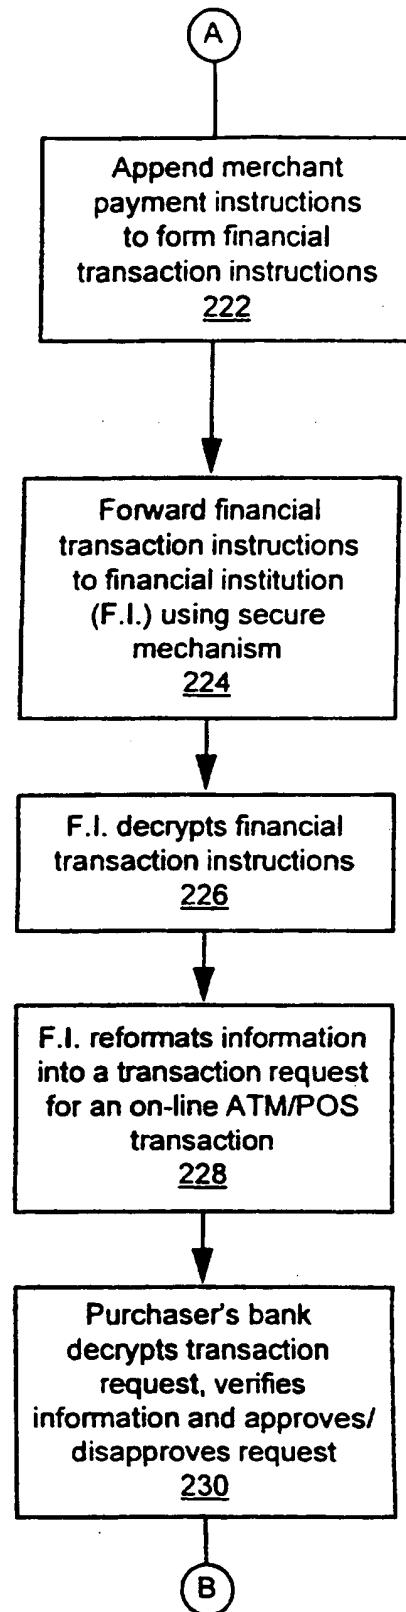 A
Append merchant
payment instructions
to form financial
transaction instructions
222
Forward financial
transaction instructions
to financial institution
(F.I.) using secure
mechanism
224
F.I. decrypts financial
transaction instructions
226
F.I. reformats information
into a transaction request
for an on-line ATM/POS
transaction
228
Purchaser's bank
decrypts transaction
request, verifies
information and approves/
disapproves request
230
B